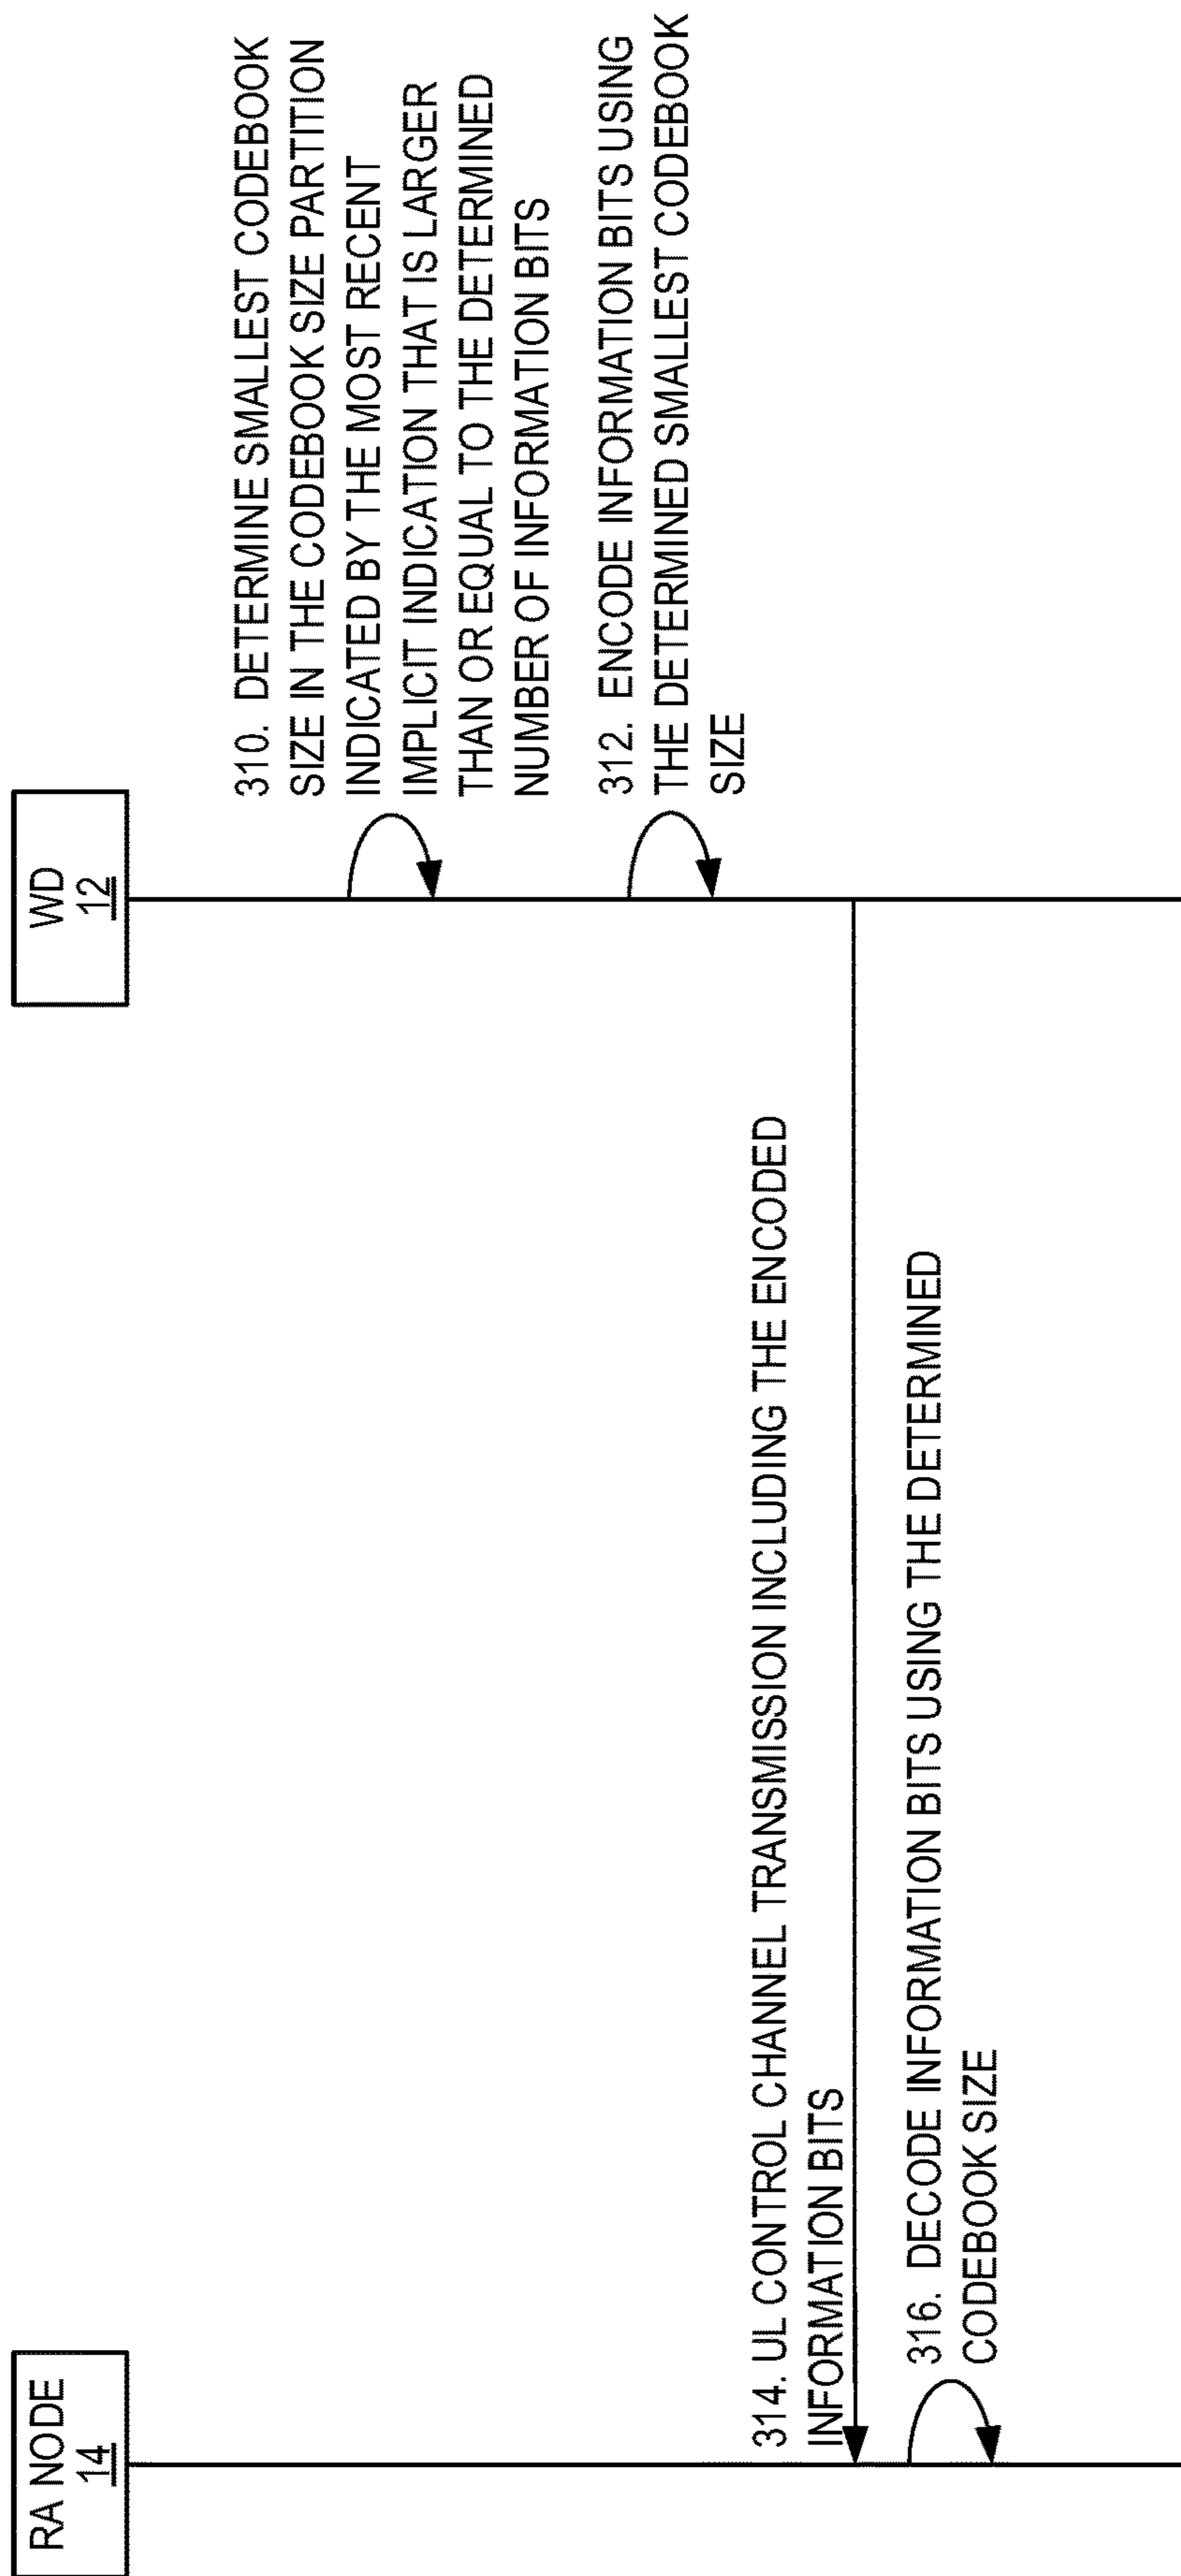 RA NODE
14
WD
12
310. DETERMINE SMALLEST CODEBOOK
SIZE IN THE CODEBOOK SIZE PARTITION
INDICATED BY THE MOST RECENT
IMPLICIT INDICATION THAT IS LARGER
THAN OR EQUAL TO THE DETERMINED
NUMBER OF INFORMATION BITS
312. ENCODE INFORMATION BITS USING
THE DETERMINED SMALLEST CODEBOOK
SIZE
314. UL CONTROL CHANNEL TRANSMISSION INCLUDING THE ENCODED
INFORMATION BITS
316. DECODE INFORMATION BITS USING THE DETERMINED
CODEBOOK SIZE